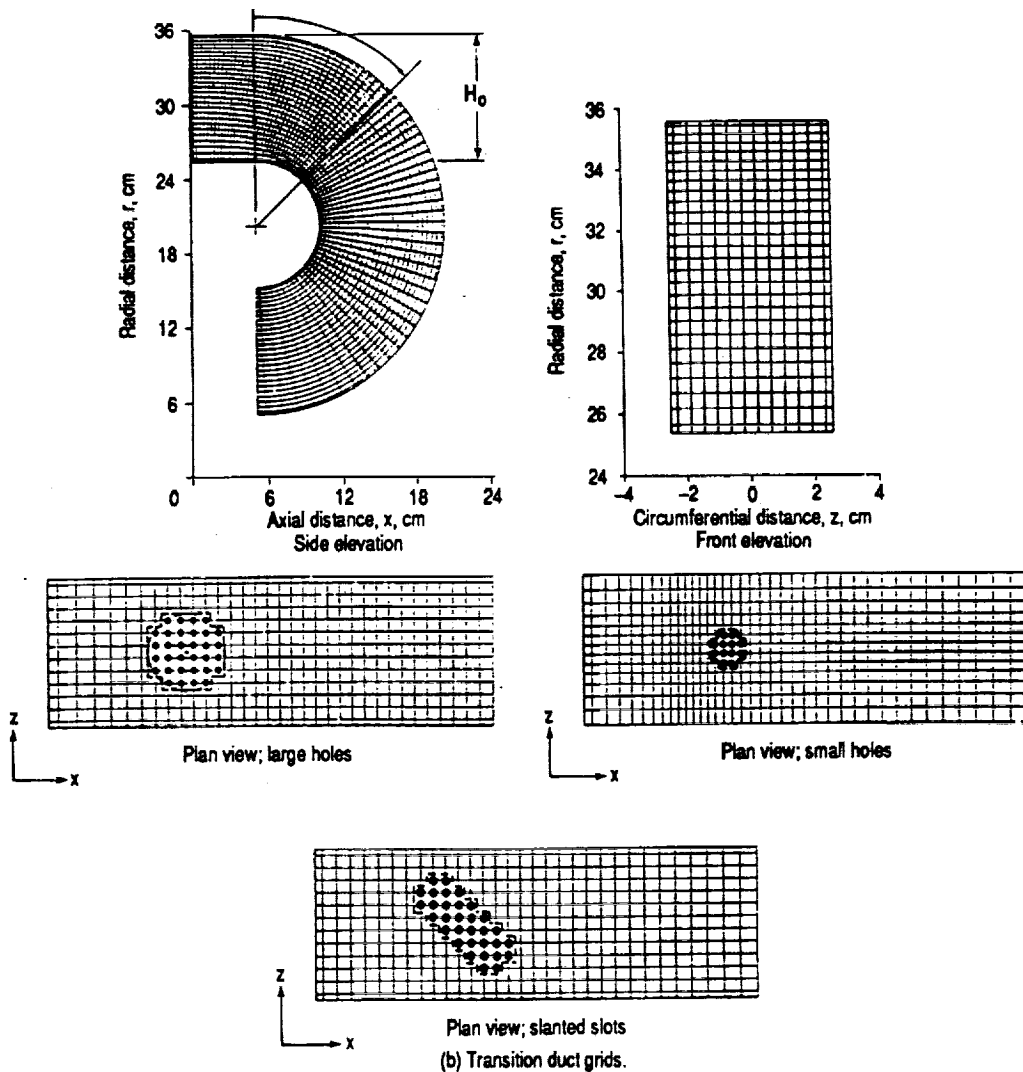 36
30
24
18
12
6
0
6
12
18
24
Radial distance, r, cm
H₀
Axial distance, x, cm
Side elevation
36
35
32
30
28
26
24
−4
−2
0
2
4
Radial distance, r, cm
Circumferential distance, z, cm
Front elevation
z
x
Plan view; large holes
z
x
Plan view; small holes
z
x
Plan view; slanted slots
(b) Transition duct grids.